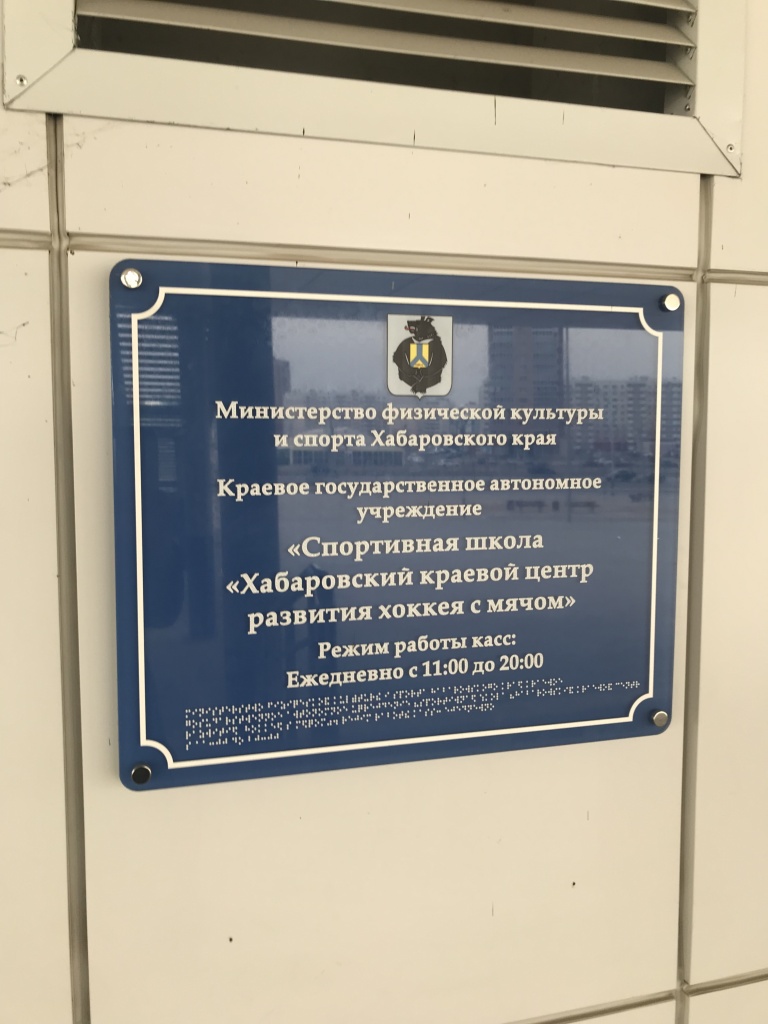 Министерство физической культуры
и спорта Хабаровского края
Краевое государственное автономное
учреждение
«Спортивная школа
«Хабаровский краевой центр
развития хоккея с мячом»
Режим работы касс:
Ежедневно с 11:00 до 20:00